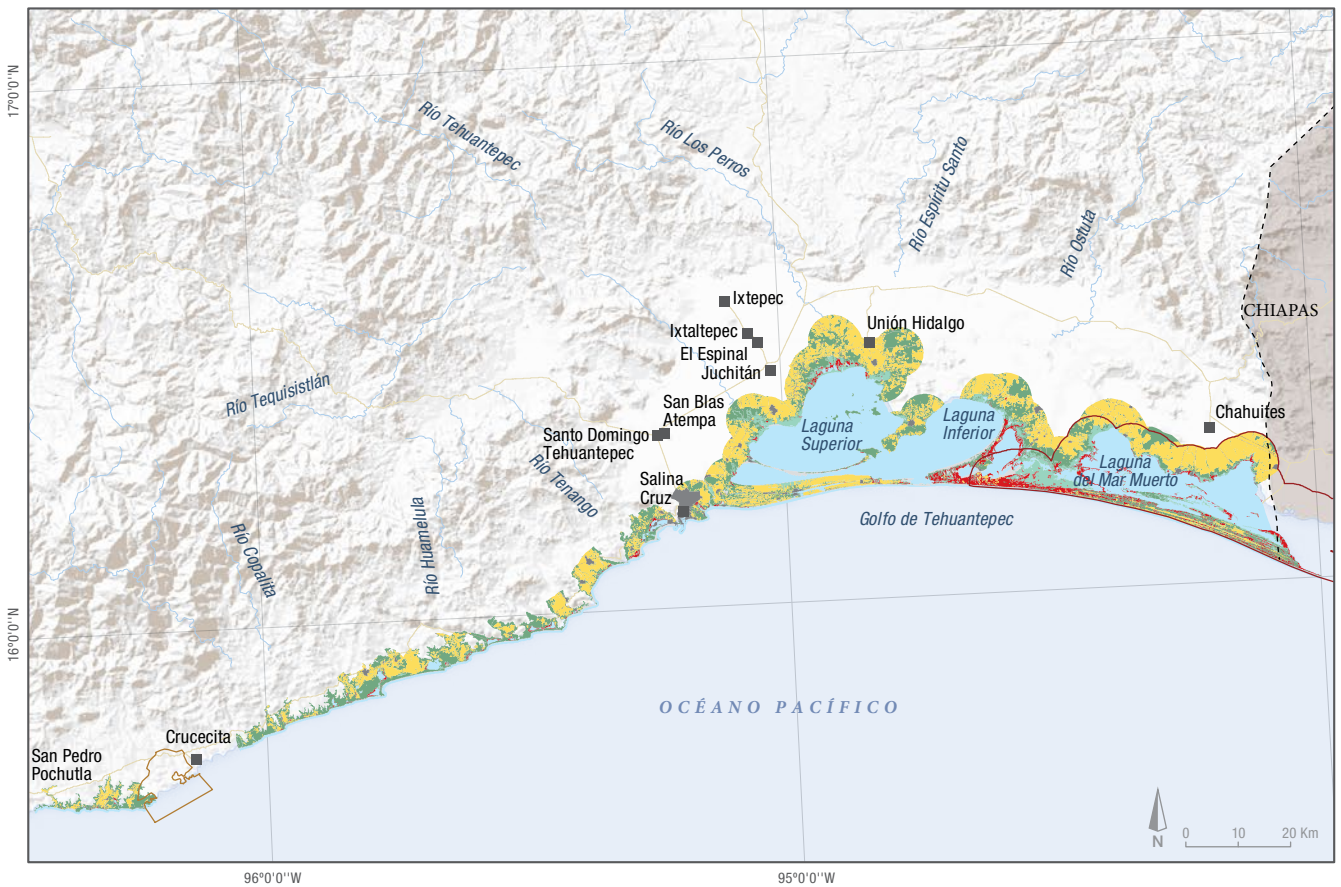 17°0'0"N
16°0'0"N
Río Tehuantepec
Río Los Perros
Río Espíritu Santo
Río Ostuta
CHIAPAS
Ixtepec
Ixtaltepec
El Espinal
Juchitán
Unión Hidalgo
Río Tequisistlán
San Blas
Atempa
Santo Domingo
Tehuantepec
Laguna
Superior
Laguna
Inferior
Chahuites
Laguna
del Mar Muerto
Río Tenango
Salina
Cruz
Golfo de Tehuantepec
Río Huamelula
Río Copalita
OCÉANO PACÍFICO
Crucecita
San Pedro
Pochutla
N
0 10 20 Km
96°0'0"W
95°0'0"W